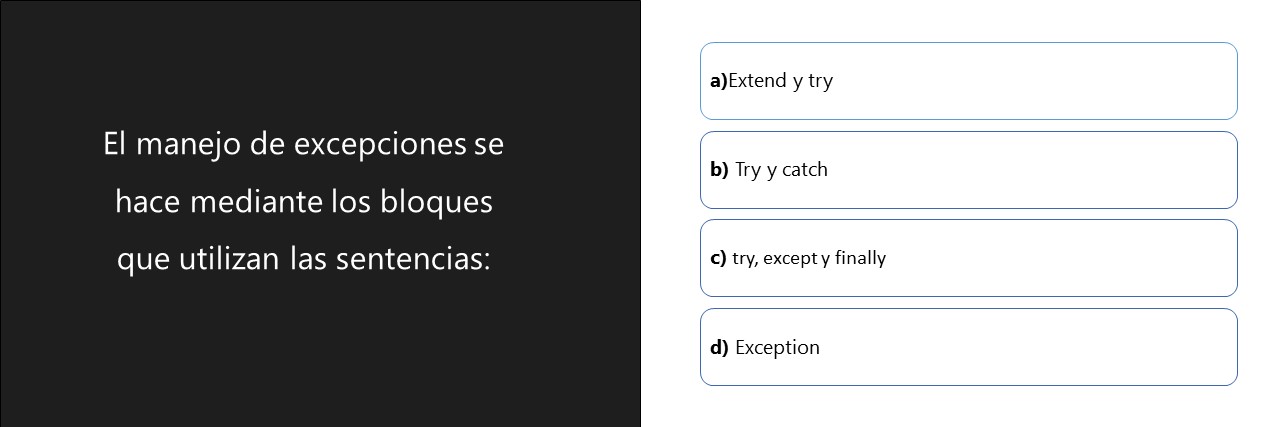 El manejo de excepciones se
hace mediante los bloques
que utilizan las sentencias:
a)Extend y try
b) Try y catch
c) try, except y finally
d) Exception